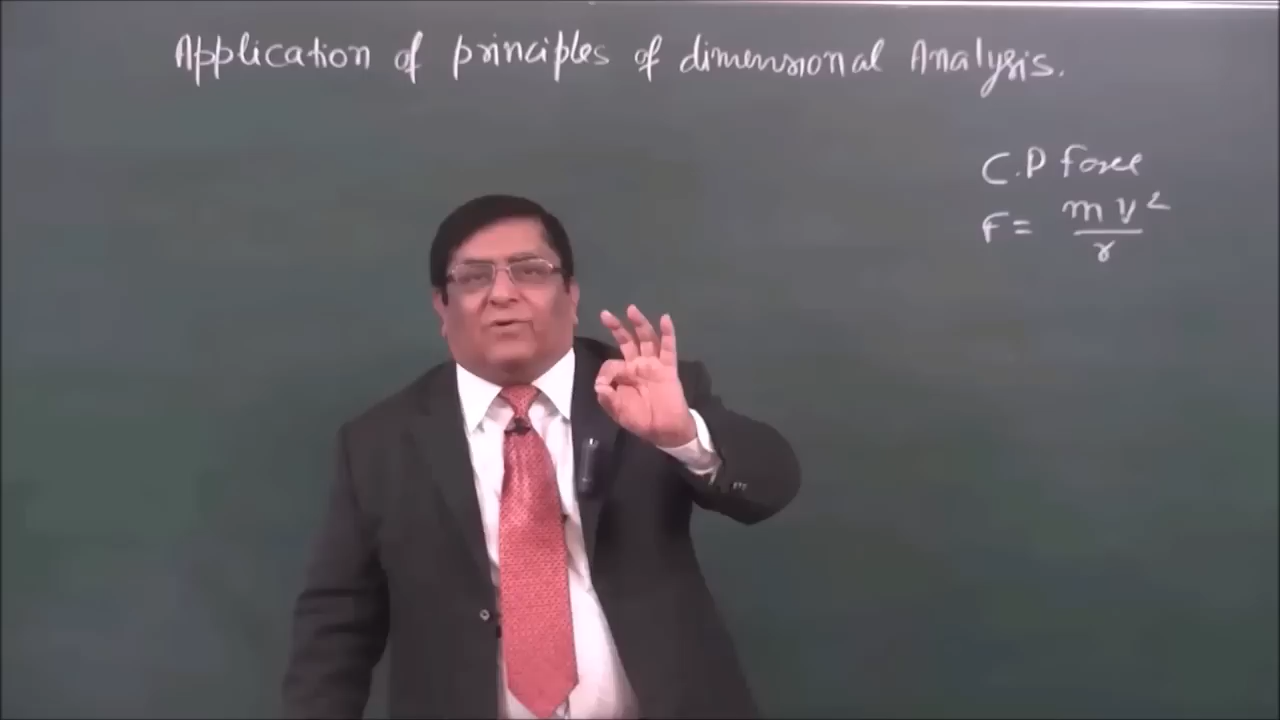 Application of principles of dimensional Analysis.
C.P force
F = mv²/r